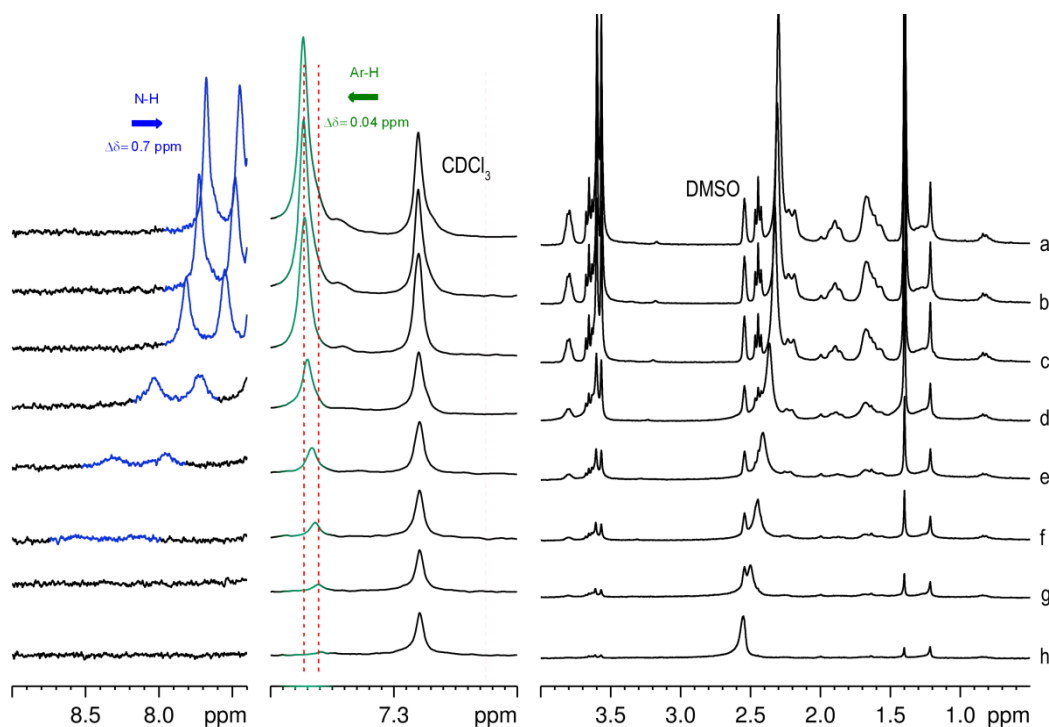 Ar-H
N-H
Δδ= 0.04 ppm
Δδ= 0.7 ppm
CDCl₃
DMSO
a
b
c
d
e
f
g
h
8.5 8.0 ppm 7.3 ppm 3.5 3.0 2.5 2.0 1.5 1.0 ppm